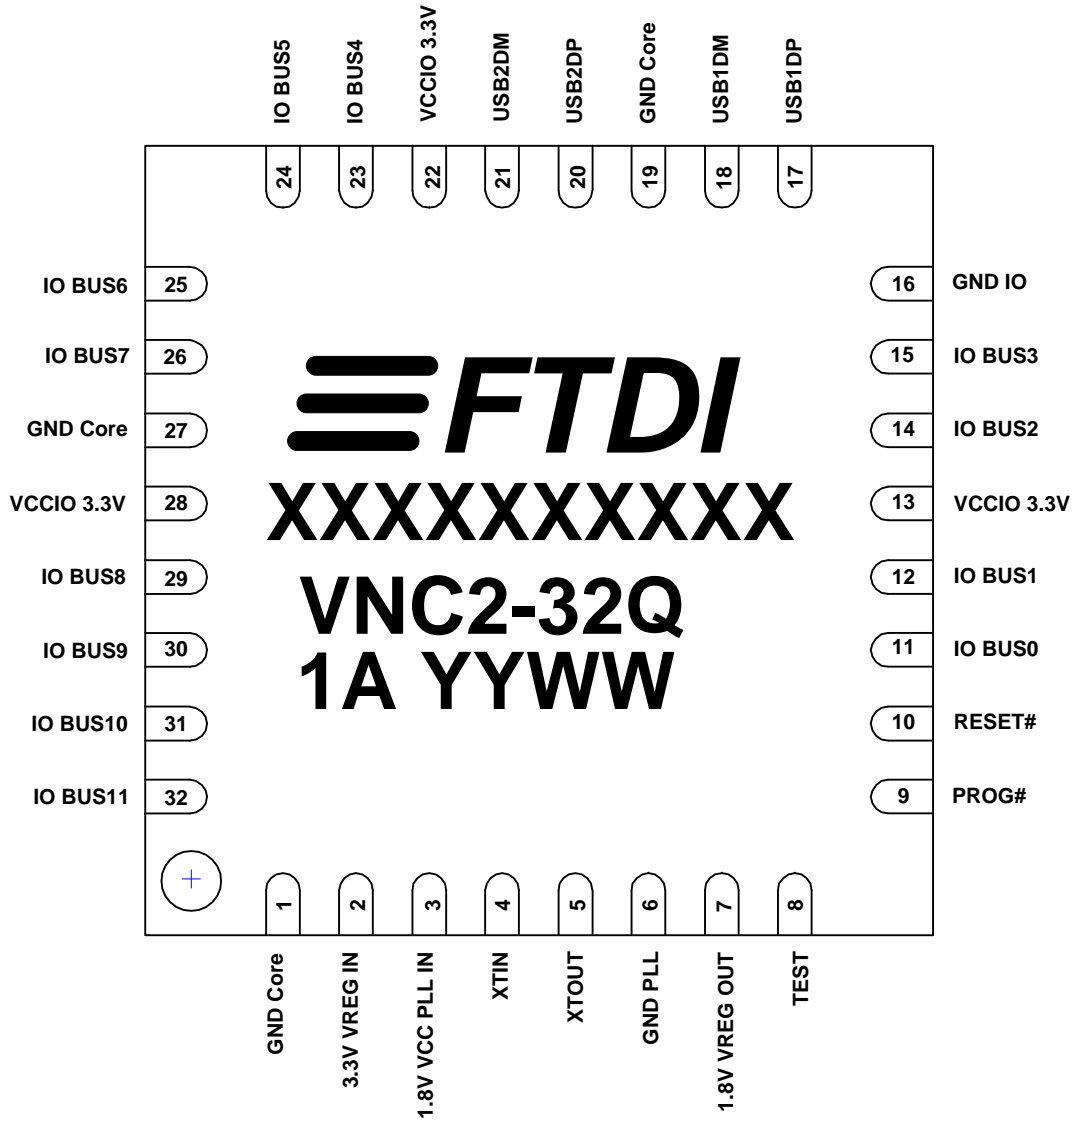 IO BUS5
IO BUS4
VCCIO 3.3V
USB2DM
USB2DP
GND Core
USB1DM
USB1DP
24
23
22
21
20
19
18
17
IO BUS6 25
16 GND IO
IO BUS7 26
15 IO BUS3
GND Core 27
14 IO BUS2
VCCIO 3.3V 28
13 VCCIO 3.3V
IO BUS8 29
12 IO BUS1
IO BUS9 30
11 IO BUS0
IO BUS10 31
10 RESET#
IO BUS11 32
9 PROG#
FTDI
XXXXXXXXXX
VNC2-32Q
1A YYWW
1
2
3
4
5
6
7
8
GND Core
3.3V VREG IN
1.8V VCC PLL IN
XTIN
XTOUT
GND PLL
1.8V VREG OUT
TEST